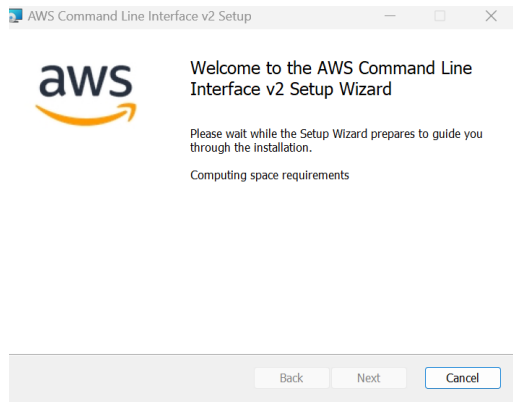 AWS Command Line Interface v2 Setup
aws
Welcome to the AWS Command Line
Interface v2 Setup Wizard
Please wait while the Setup Wizard prepares to guide you
through the installation.
Computing space requirements
Back
Next
Cancel